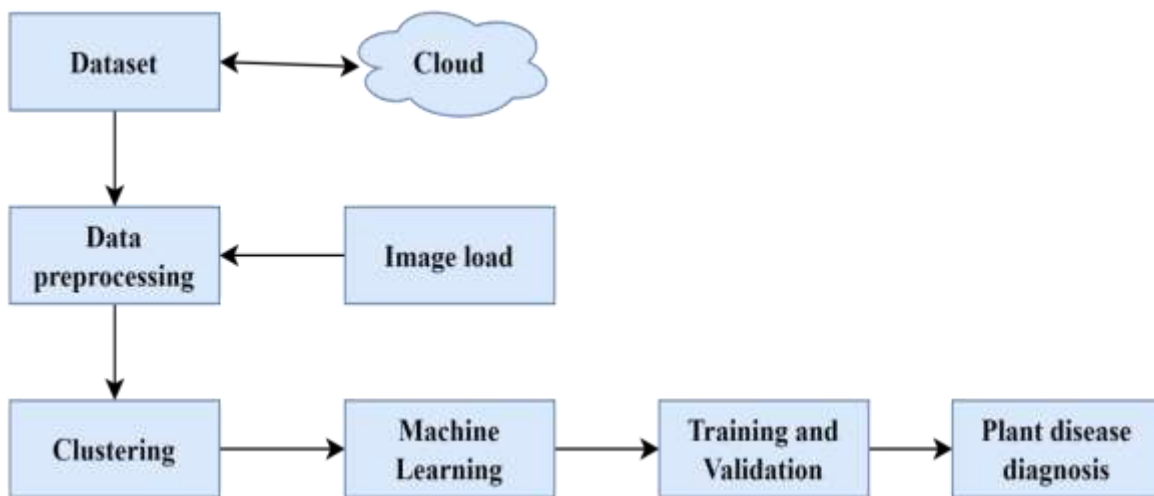 Dataset
Cloud
Data
preprocessing
Image load
Clustering
Machine
Learning
Training and
Validation
Plant disease
diagnosis